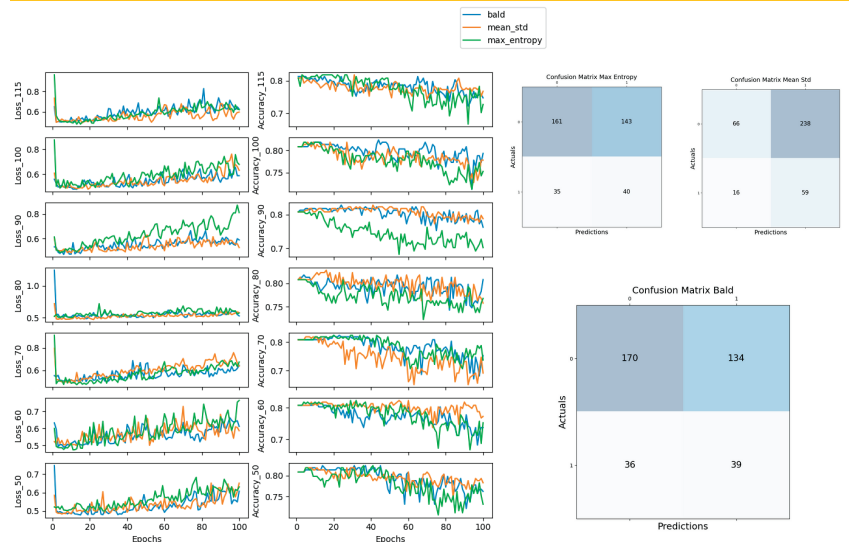 bald
mean_std
max_entropy
Loss_115
0.8
0.6
Accuracy_115
0.7
Loss_100
0.8
0.6
Accuracy_100
0.80
0.75
Loss_90
0.8
0.6
Accuracy_90
0.8
0.7
Loss_80
1.0
0.5
Accuracy_80
0.80
0.75
Loss_70
0.8
0.6
Accuracy_70
0.8
0.7
Loss_60
0.7
0.6
0.5
Accuracy_60
0.8
0.7
Loss_50
0.7
0.6
0.5
Accuracy_50
0.80
0.75
0 20 40 60 80 100
Epochs
0 20 40 60 80 100
Epochs
Confusion Matrix Max Entropy
161 143
35 40
Actuals
Predictions
Confusion Matrix Mean Std
66 238
16 59
Actuals
Predictions
Confusion Matrix Bald
0 1
0 170 134
1 36 39
Actuals
Predictions